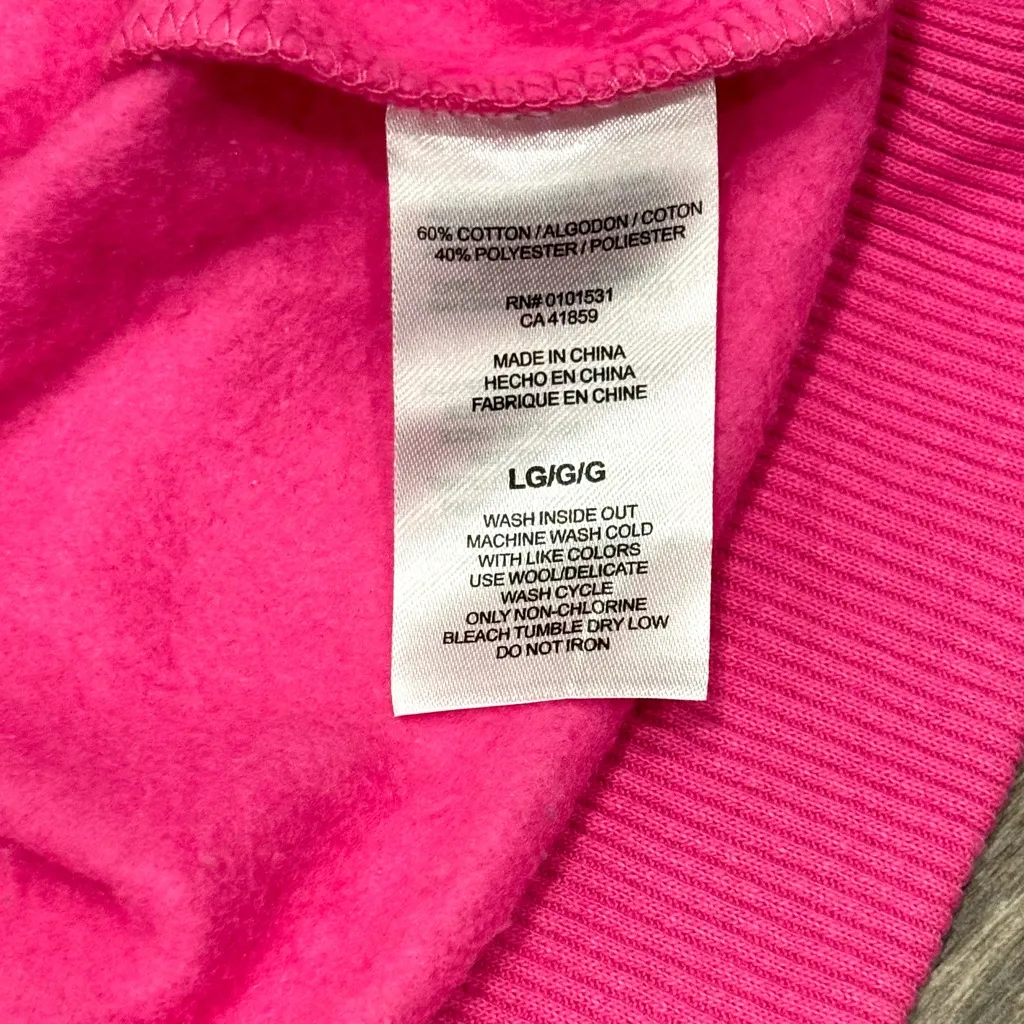 60% COTTON / ALGODON / COTON
40% POLYESTER / POLIESTER
RN# 0101531
CA 41859
MADE IN CHINA
HECHO EN CHINA
FABRIQUE EN CHINE
LG/G/G
WASH INSIDE OUT
MACHINE WASH COLD
WITH LIKE COLORS
USE WOOL/DELICATE
WASH CYCLE
ONLY NON-CHLORINE
BLEACH TUMBLE DRY LOW
DO NOT IRON